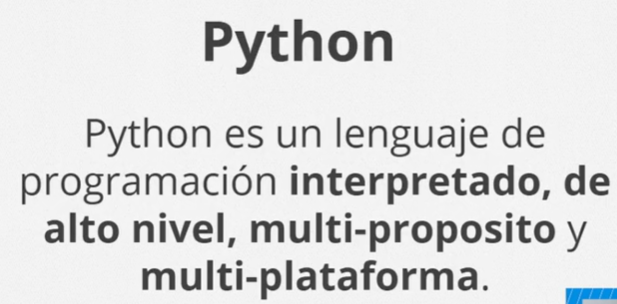 Python
Python es un lenguaje de
programación interpretado, de
alto nivel, multi-proposito y
multi-plataforma.